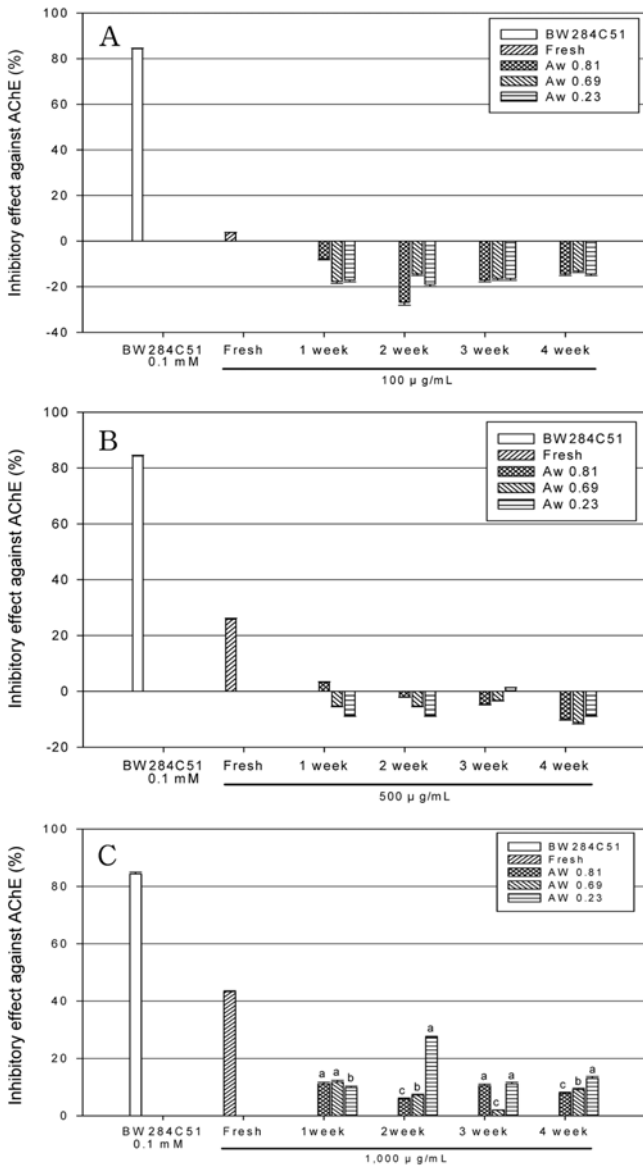 A
BW284C51
Fresh
Aw 0.81
Aw 0.69
Aw 0.23
Inhibitory effect against AChE (%)
100
80
60
40
20
0
-20
-40
BW284C51 Fresh 1 week 2 week 3 week 4 week
0.1 mM
100 µ g/mL
B
BW284C51
Fresh
Aw 0.81
Aw 0.69
Aw 0.23
Inhibitory effect against AChE (%)
100
80
60
40
20
0
-20
BW284C51 Fresh 1 week 2 week 3 week 4 week
0.1 mM
500 µ g/mL
C
BW284C51
Fresh
AW 0.81
AW 0.69
AW 0.23
Inhibitory effect against AChE (%)
100
80
60
40
20
0
a a b c b a a c a c b a
BW284C51 Fresh 1week 2week 3 week 4 week
0.1 mM
1,000 µ g/mL